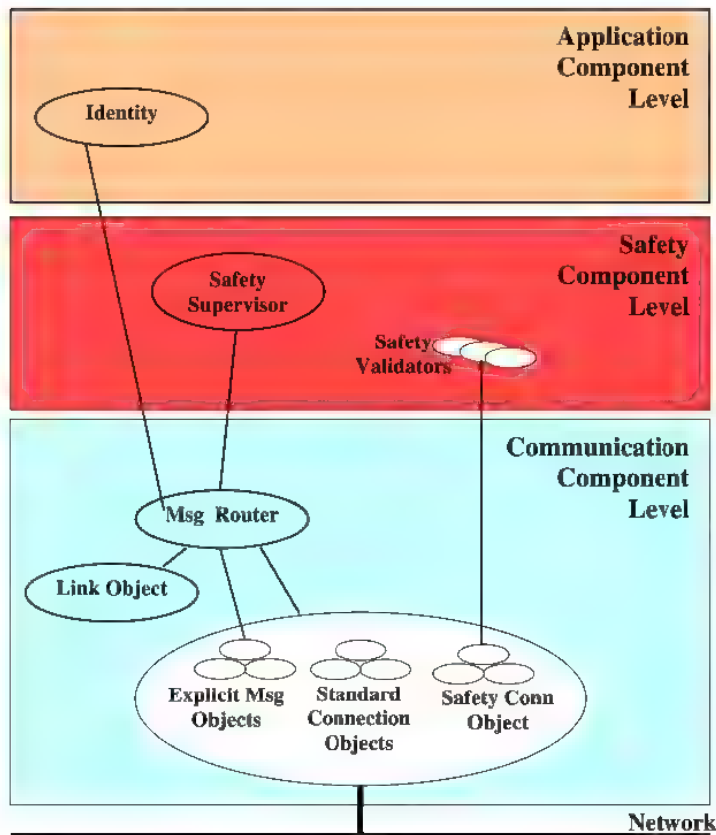 Application
Component
Level
Identity
Safety
Component
Level
Safety
Supervisor
Safety
Validators
Communication
Component
Level
Msg Router
Link Object
Explicit Msg
Objects
Standard
Connection
Objects
Safety Conn
Object
Network